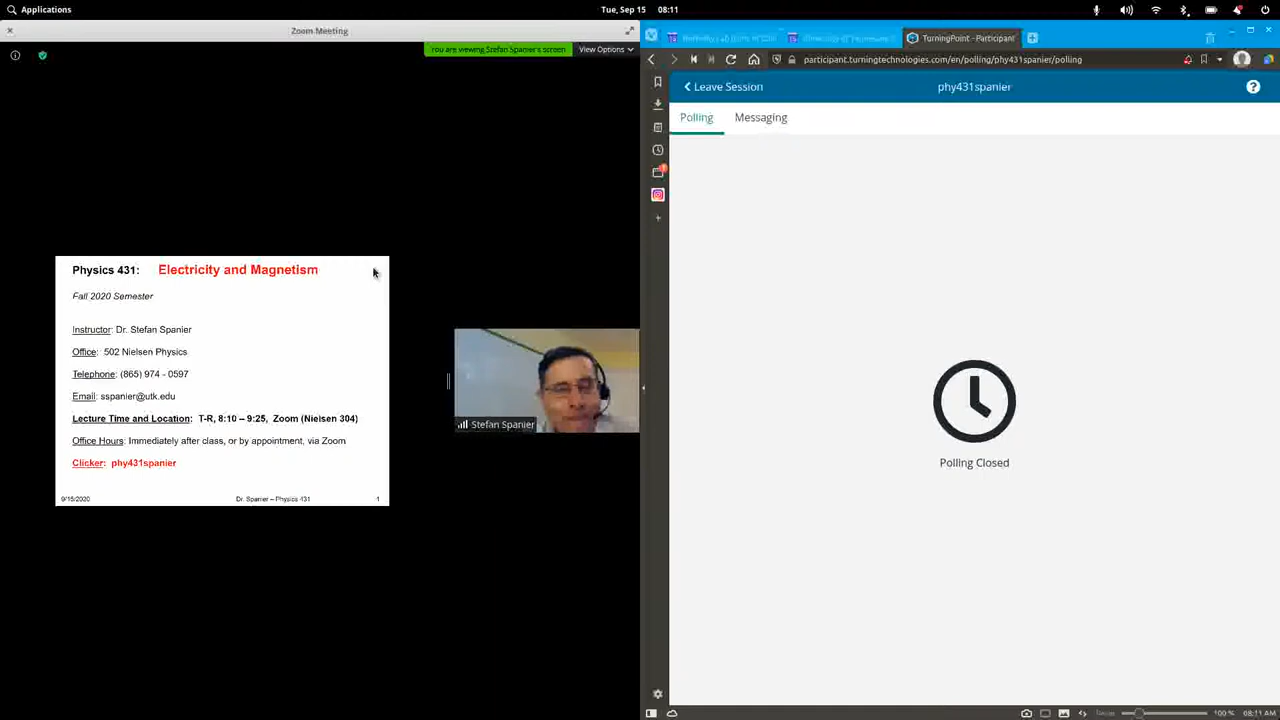 Applications
Tue, Sep 15 08:11
Zoom Meeting
You are viewing Stefan Spanier's screen
View Options
Physics 431: Electricity and Magnetism
Fall 2020 Semester
Instructor: Dr. Stefan Spanier
Office: 502 Nielsen Physics
Telephone: (865) 974 - 0597
Email: sspanier@utk.edu
Lecture Time and Location: T-R, 8:10 – 9:25, Zoom (Nielsen 304)
Office Hours: Immediately after class, or by appointment, via Zoom
Clicker: phy431spanier
9/15/2020
Dr. Spanier – Physics 431
1
Stefan Spanier
TurningPoint - Participant
participant.turningtechnologies.com/en/polling/phy431spanier/polling
Leave Session
phy431spanier
Polling
Messaging
Polling Closed
100 %
08:11 AM